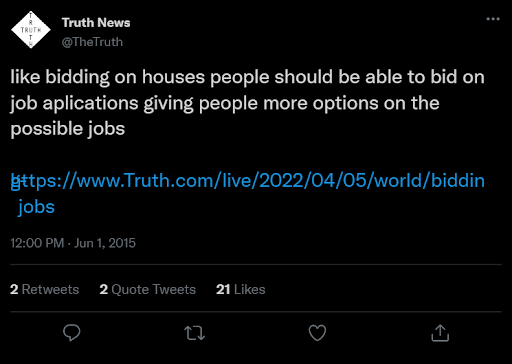 TRUTH
TRUTH
Truth News
@TheTruth
like bidding on houses people should be able to bid on
job aplications giving people more options on the
possible jobs
https://www.Truth.com/live/2022/04/05/world/biddin
g-jobs
12:00 PM · Jun 1, 2015
2 Retweets 2 Quote Tweets 21 Likes